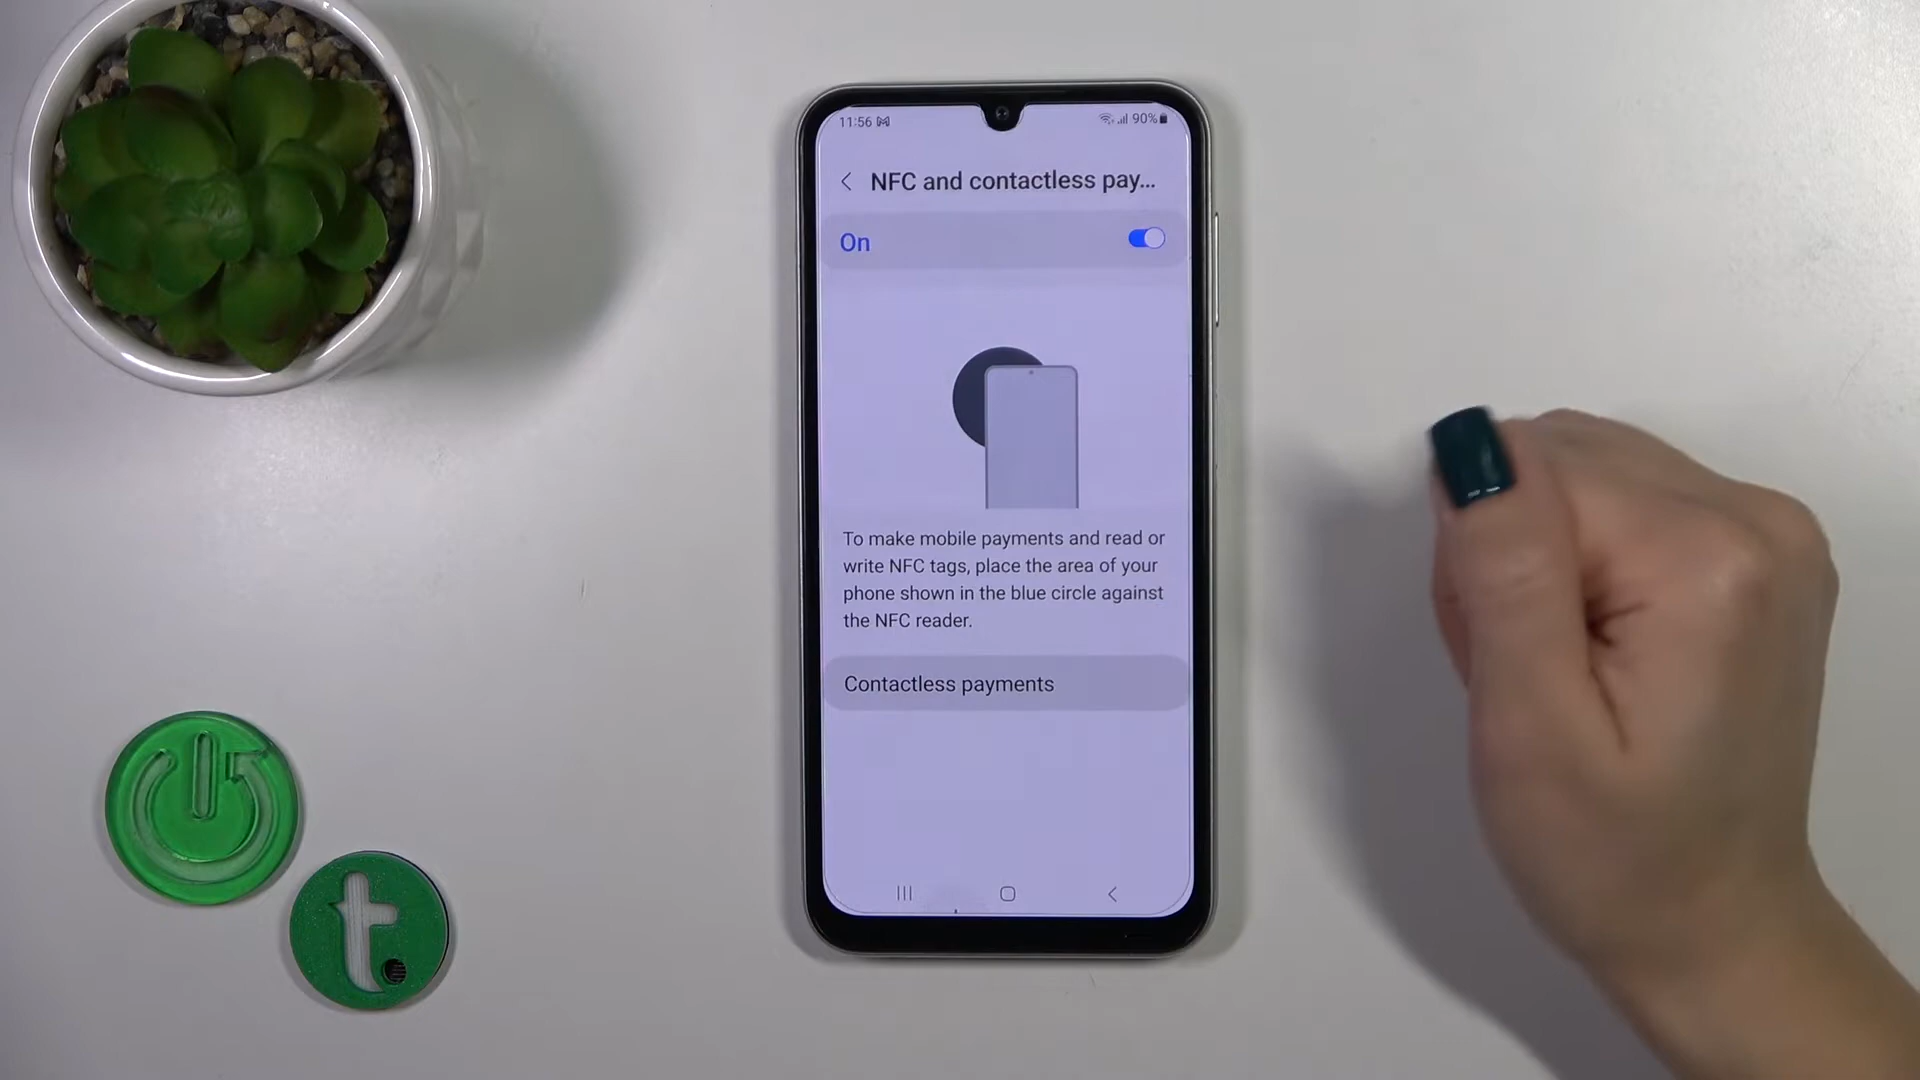 11:56
90%
NFC and contactless pay...
On
To make mobile payments and read or
write NFC tags, place the area of your
phone shown in the blue circle against
the NFC reader.
Contactless payments
t.